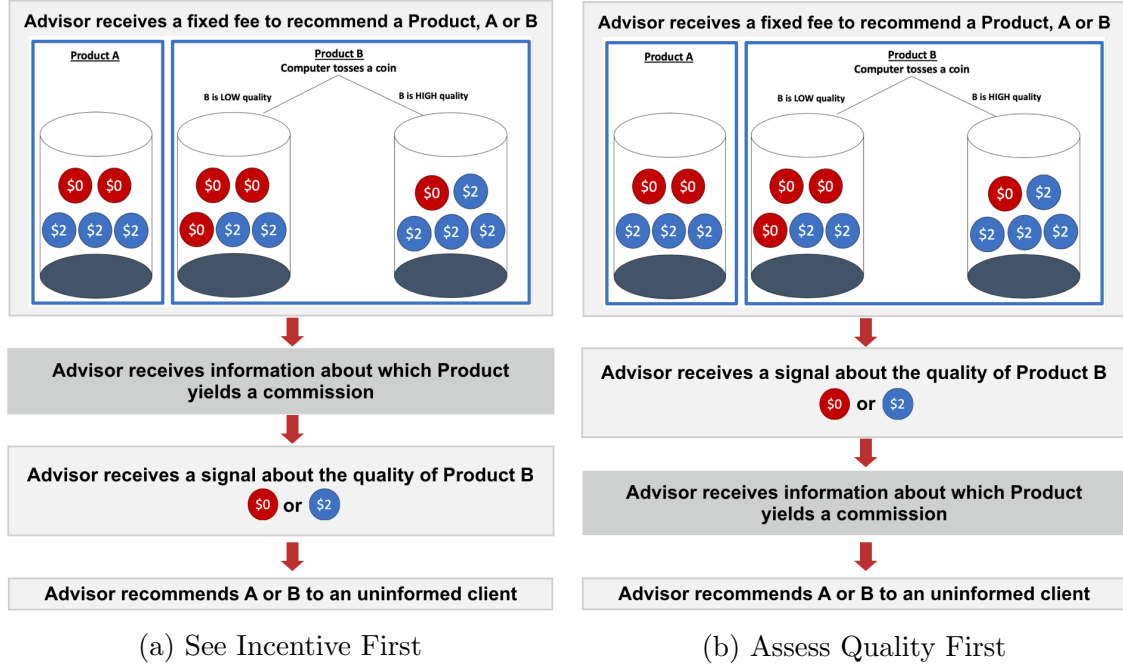 Advisor receives a fixed fee to recommend a Product, A or B
Product A
Product B
Computer tosses a coin
B is LOW quality
B is HIGH quality
$0 $0
$2 $2 $2
$0 $0
$0 $2 $2
$0 $2
$2 $2 $2
Advisor receives information about which Product
yields a commission
Advisor receives a signal about the quality of Product B
$0 or $2
Advisor recommends A or B to an uninformed client
(a) See Incentive First
Advisor receives a fixed fee to recommend a Product, A or B
Product A
Product B
Computer tosses a coin
B is LOW quality
B is HIGH quality
$0 $0
$2 $2 $2
$0 $0
$0 $2 $2
$0 $2
$2 $2 $2
Advisor receives a signal about the quality of Product B
$0 or $2
Advisor receives information about which Product
yields a commission
Advisor recommends A or B to an uninformed client
(b) Assess Quality First